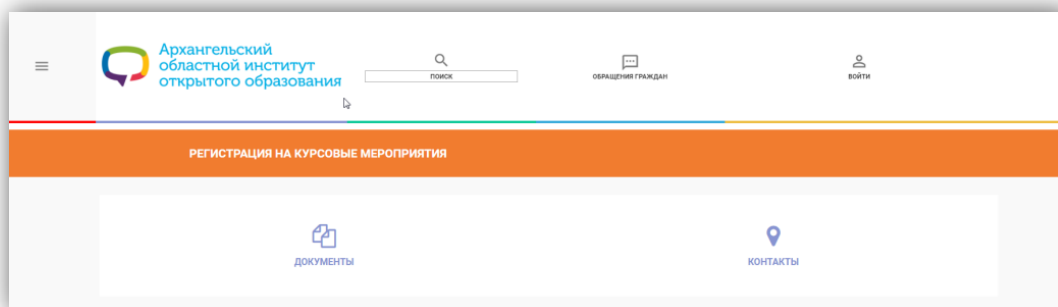 Архангельский
областной институт
открытого образования
ПОИСК
ОБРАЩЕНИЯ ГРАЖДАН
ВОЙТИ
РЕГИСТРАЦИЯ НА КУРСОВЫЕ МЕРОПРИЯТИЯ
ДОКУМЕНТЫ
КОНТАКТЫ